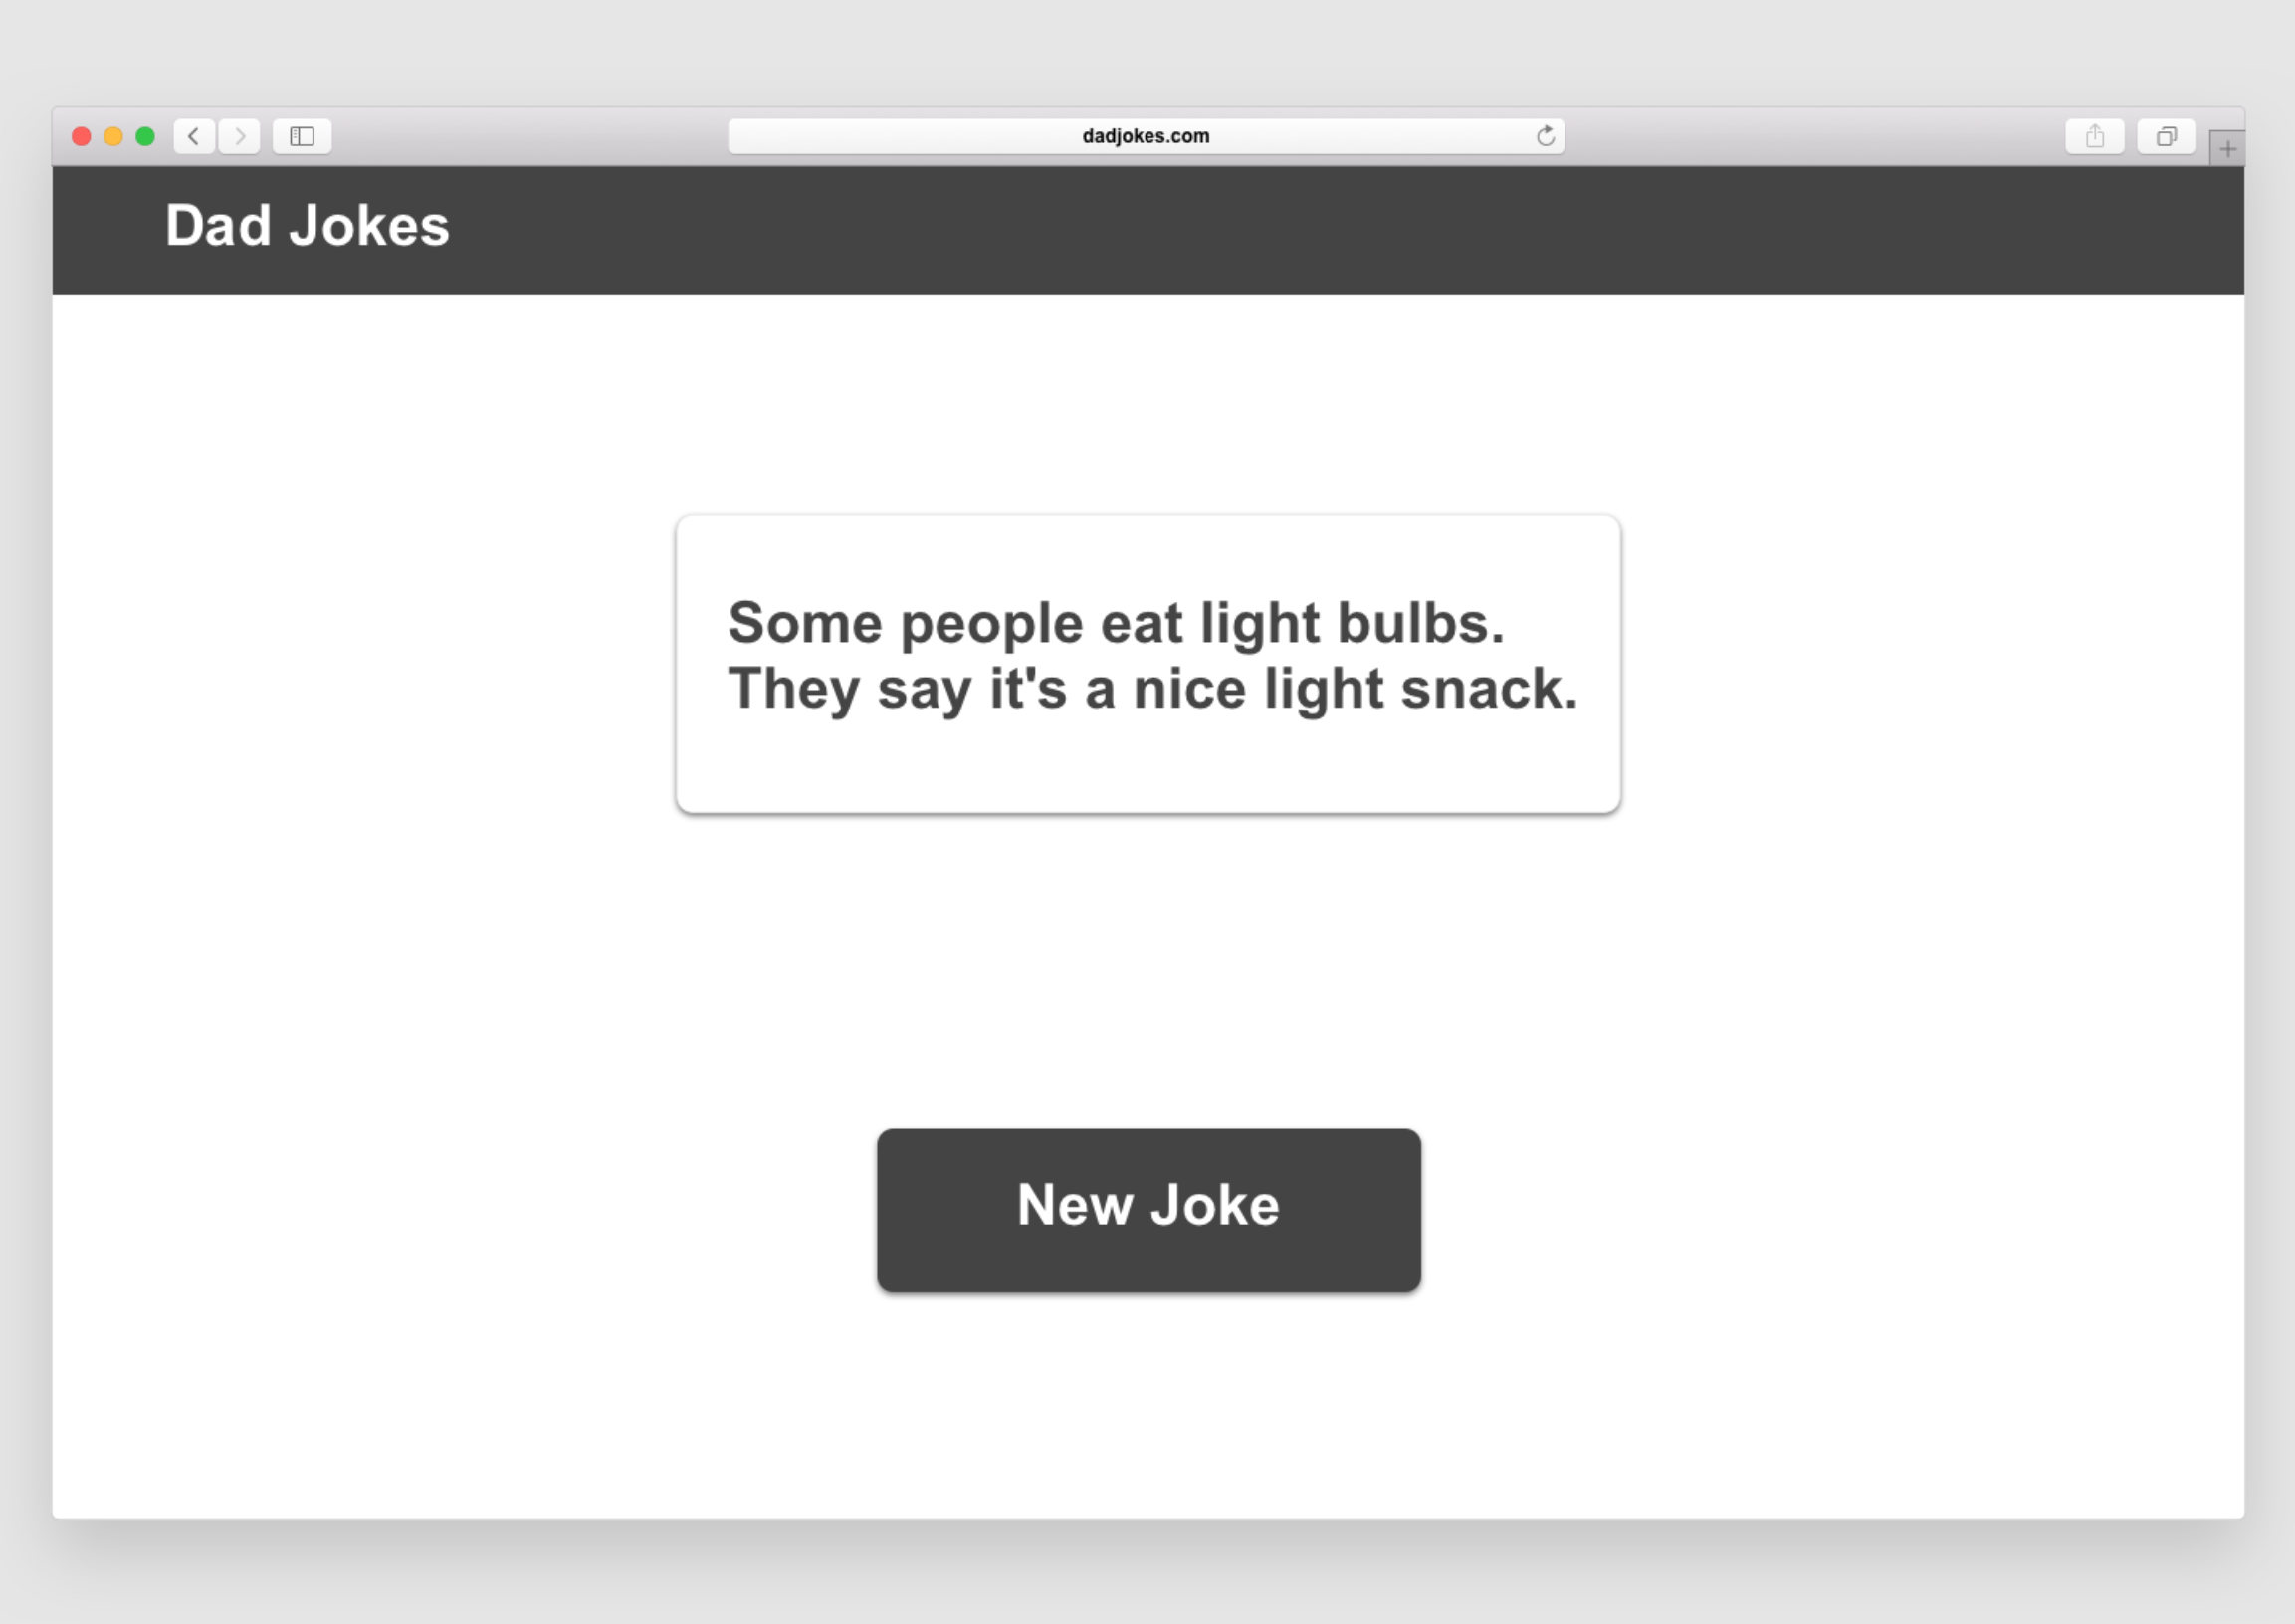 dadjokes.com
Dad Jokes
Some people eat light bulbs.
They say it's a nice light snack.
New Joke